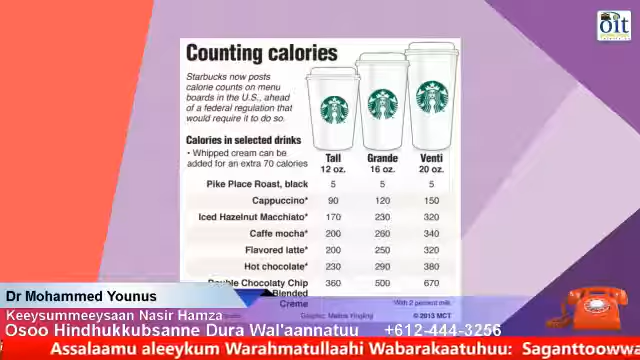 oit
Counting calories
Starbucks now posts
calorie counts on menu
boards in the U.S., ahead
of a federal regulation that
would require it to do so.
Calories in selected drinks
• Whipped cream can be
added for an extra 70 calories
Tall Grande Venti
12 oz. 16 oz. 20 oz.
Pike Place Roast, black 5 5 5
Cappuccino* 90 120 150
Iced Hazelnut Macchiato* 170 230 320
Caffe mocha* 200 260 340
Flavored latte* 200 250 320
Hot chocolate* 230 290 380
Double Chocolaty Chip 360 500 670
Blended
Creme
*With 2 percent milk
Graphic: Melina Yingling © 2013 MCT
Dr Mohammed Younus
Keeysummeeysaan Nasir Hamza
Osoo Hindhukkubsanne Dura Wal'aannatuu +612-444-3256
Assalaamu aleeykum Warahmatullaahi Wabarakaatuhuu: Saganttooww